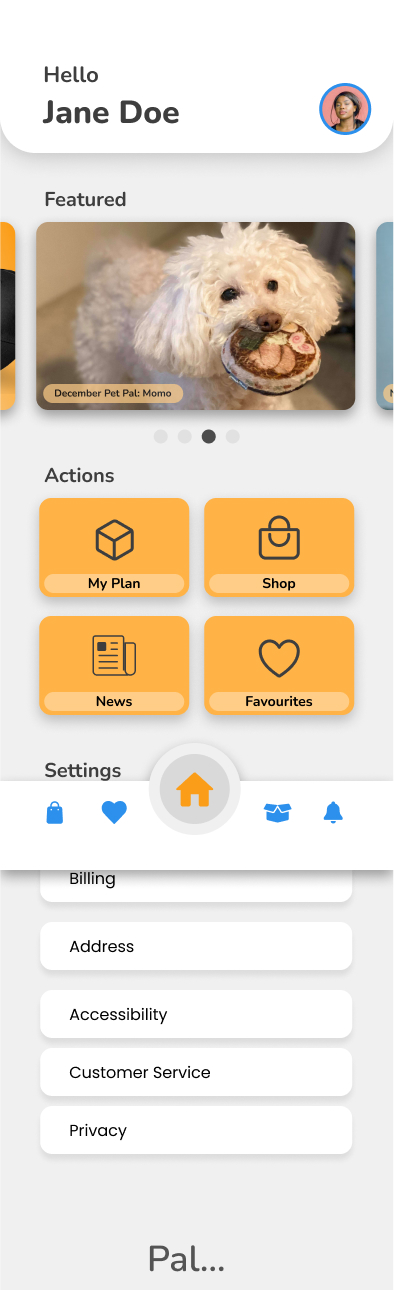 Hello
Jane Doe
Featured
December Pet Pal: Momo
Actions
My Plan
Shop
News
Favourites
Settings
Billing
Address
Accessibility
Customer Service
Privacy
Pal...